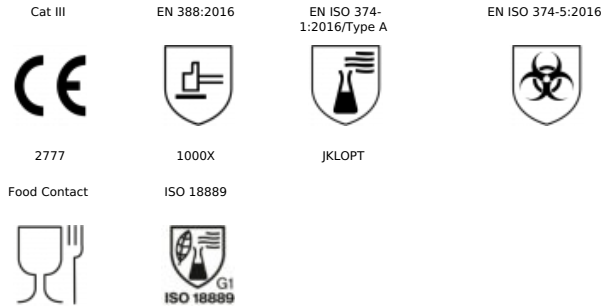 Cat III
EN 388:2016
EN ISO 374-
1:2016/Type A
EN ISO 374-5:2016
CE
2777
1000X
JKLOPT
Food Contact
ISO 18889
G1
ISO 18889